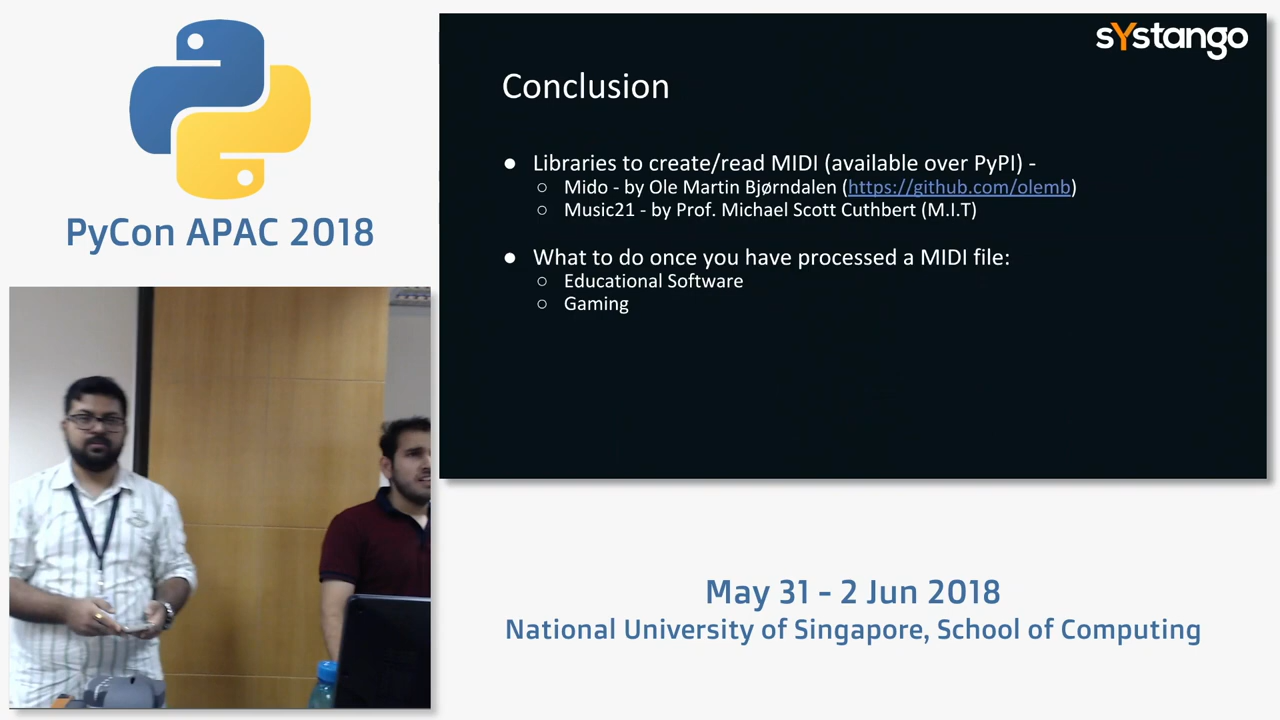 PyCon APAC 2018
sYstango
Conclusion
● Libraries to create/read MIDI (available over PyPI) -
○ Mido - by Ole Martin Bjørndalen (https://github.com/olemb)
○ Music21 - by Prof. Michael Scott Cuthbert (M.I.T)
● What to do once you have processed a MIDI file:
○ Educational Software
○ Gaming
May 31 - 2 Jun 2018
National University of Singapore, School of Computing